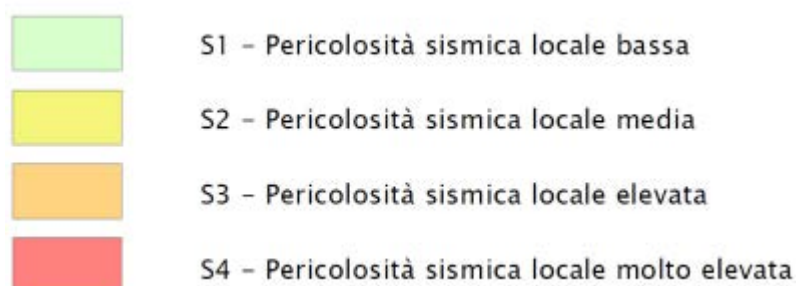 S1 – Pericolosità sismica locale bassa
S2 – Pericolosità sismica locale media
S3 – Pericolosità sismica locale elevata
S4 – Pericolosità sismica locale molto elevata